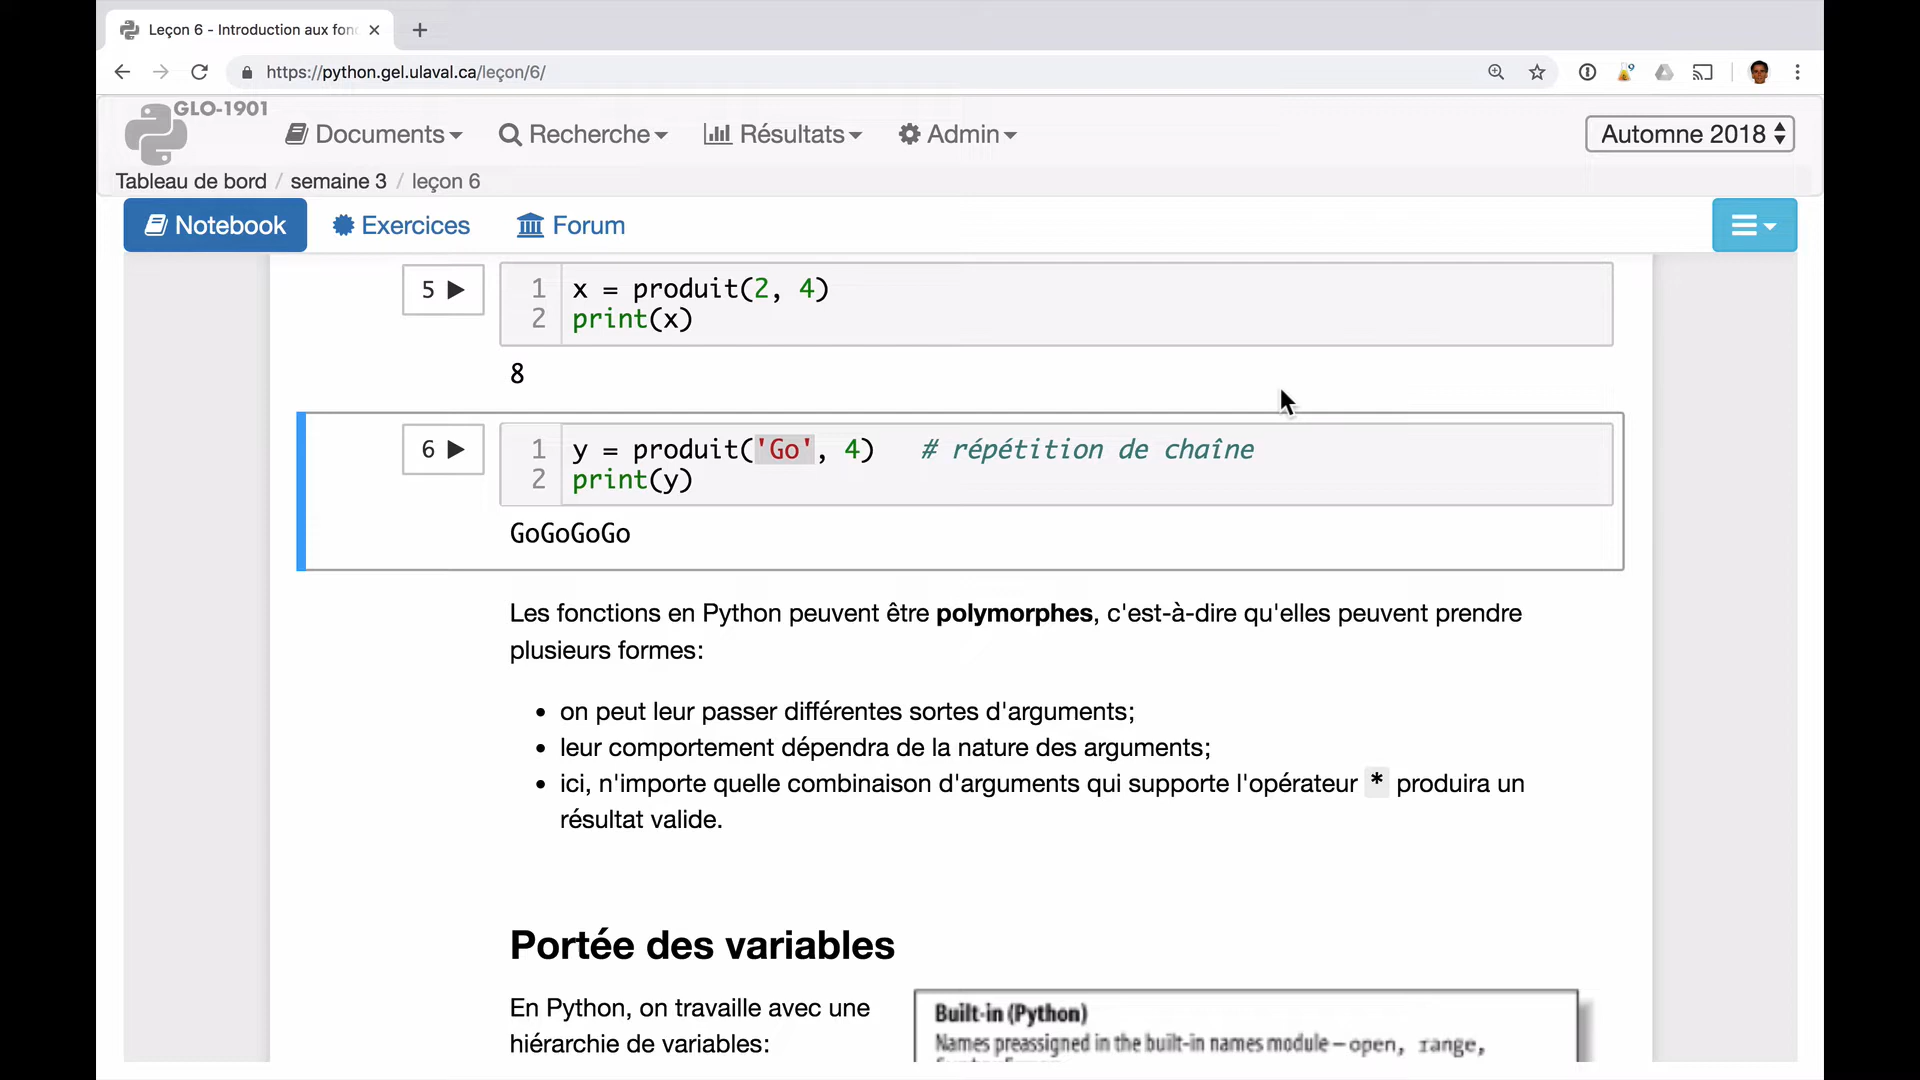 Leçon 6 - Introduction aux fon
https://python.gel.ulaval.ca/leçon/6/
GLO-1901
Documents
Recherche
Résultats
Admin
Automne 2018
Tableau de bord / semaine 3 / leçon 6
Notebook
Exercices
Forum
5
1 x = produit(2, 4)
2 print(x)
8
6
1 y = produit('Go', 4) # répétition de chaîne
2 print(y)
GoGoGoGo
Les fonctions en Python peuvent être polymorphes, c'est-à-dire qu'elles peuvent prendre
plusieurs formes:
• on peut leur passer différentes sortes d'arguments;
• leur comportement dépendra de la nature des arguments;
• ici, n'importe quelle combinaison d'arguments qui supporte l'opérateur * produira un
résultat valide.
Portée des variables
En Python, on travaille avec une
hiérarchie de variables:
Built-in (Python)
Names preassigned in the built-in names module – open, range,